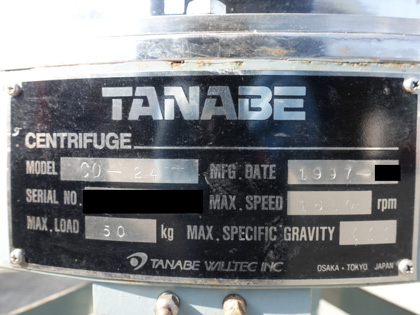 TANABE
CENTRIFUGE
MODEL MFG. DATE 1997-
SERIAL NO. MAX. SPEED rpm
MAX. LOAD 50 kg MAX. SPECIFIC GRAVITY
TANABE WILLTEC INC OSAKA · TOKYO JAPAN